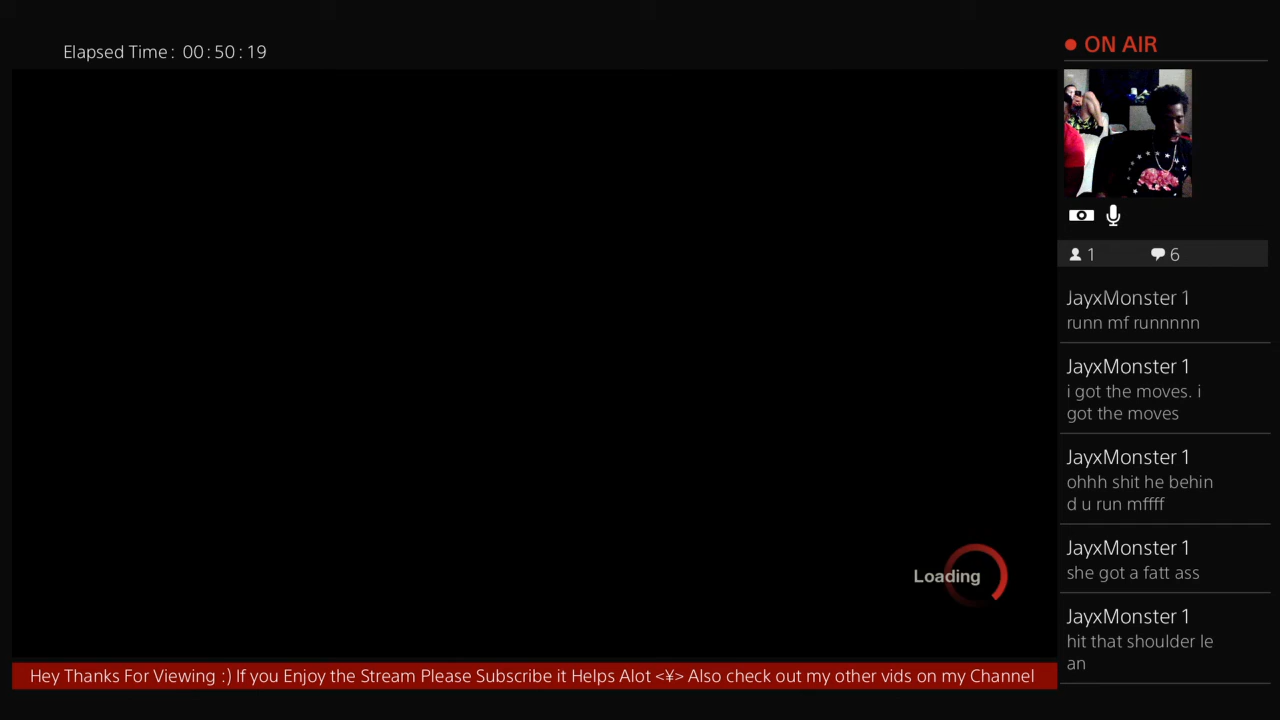 Elapsed Time: 00:50:19
ON AIR
1 6
JayxMonster 1
runn mf runnnnn
JayxMonster 1
i got the moves. i
got the moves
JayxMonster 1
ohhh shit he behin
d u run mffff
JayxMonster 1
she got a fatt ass
JayxMonster 1
hit that shoulder le
an
Loading
Hey Thanks For Viewing :) If you Enjoy the Stream Please Subscribe it Helps Alot <¥> Also check out my other vids on my Channel